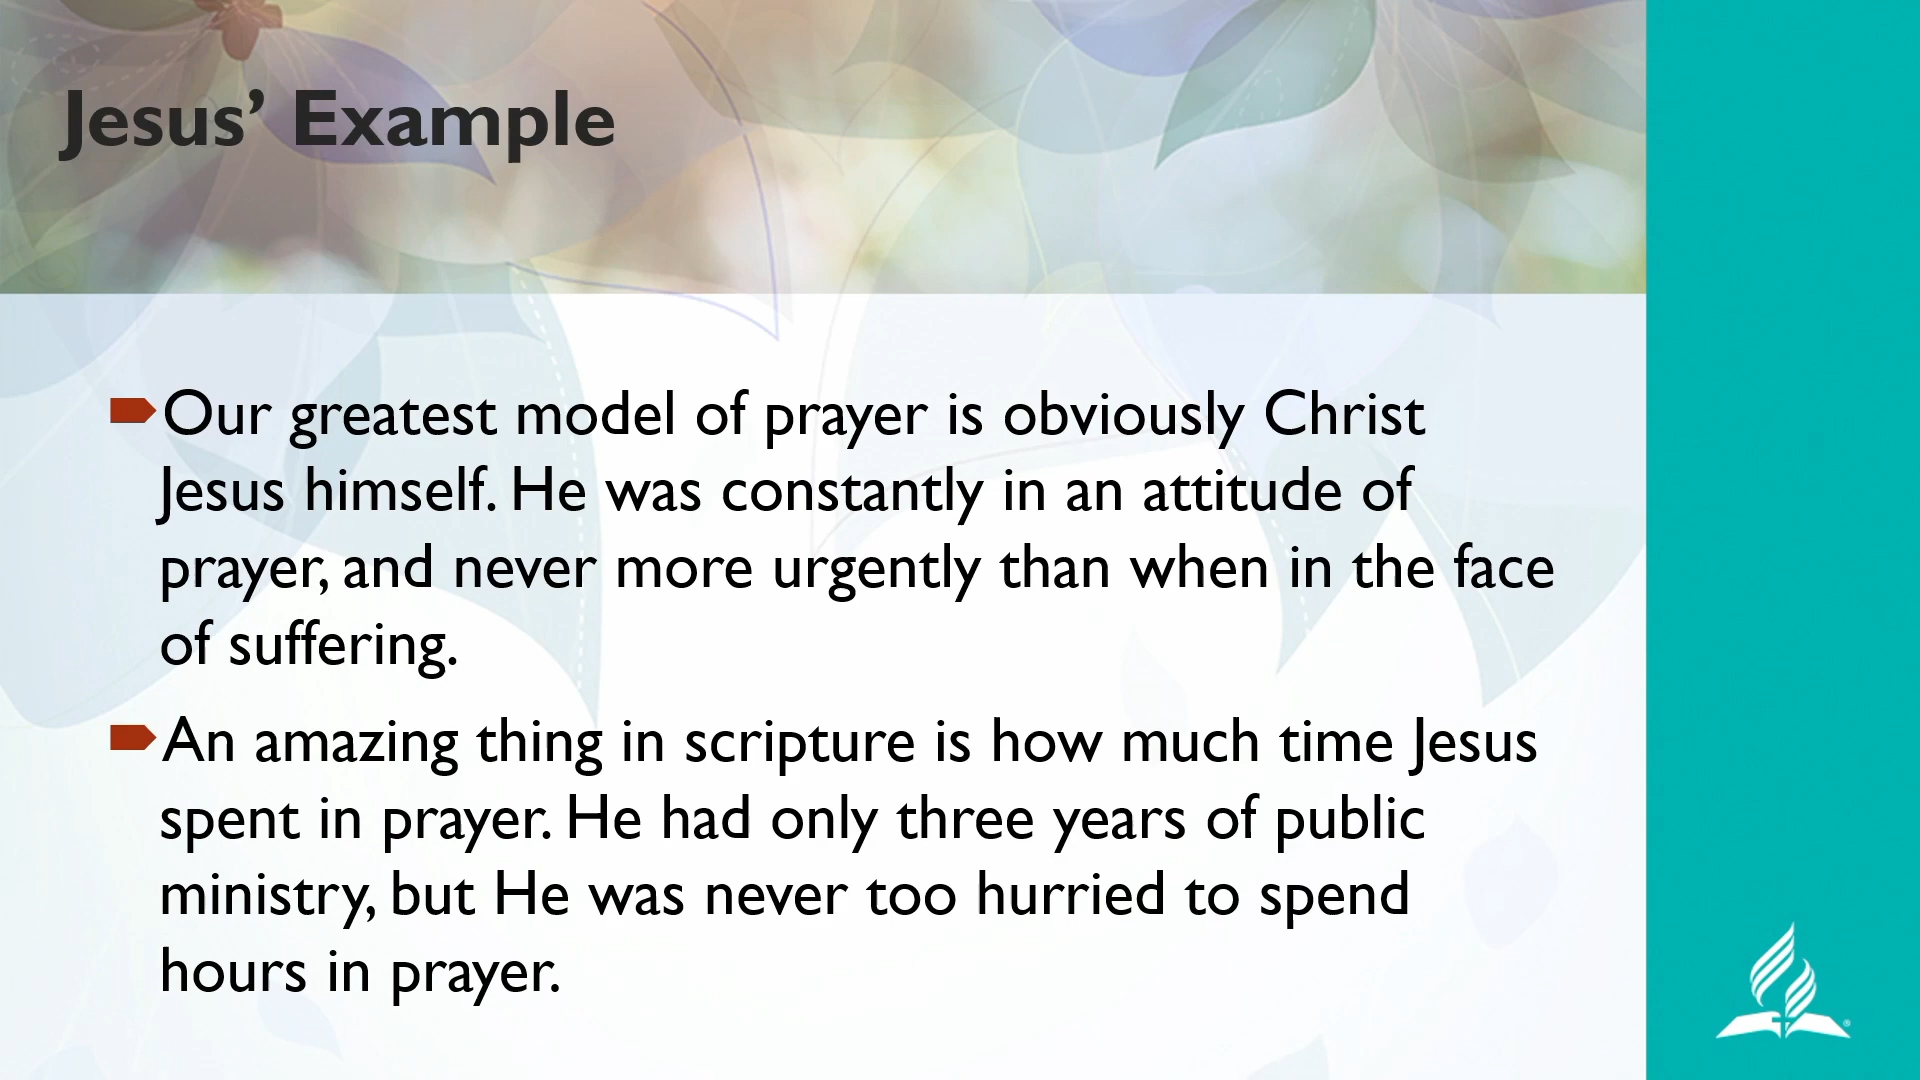 Jesus’ Example
Our greatest model of prayer is obviously Christ
Jesus himself. He was constantly in an attitude of
prayer, and never more urgently than when in the face
of suffering.
An amazing thing in scripture is how much time Jesus
spent in prayer. He had only three years of public
ministry, but He was never too hurried to spend
hours in prayer.